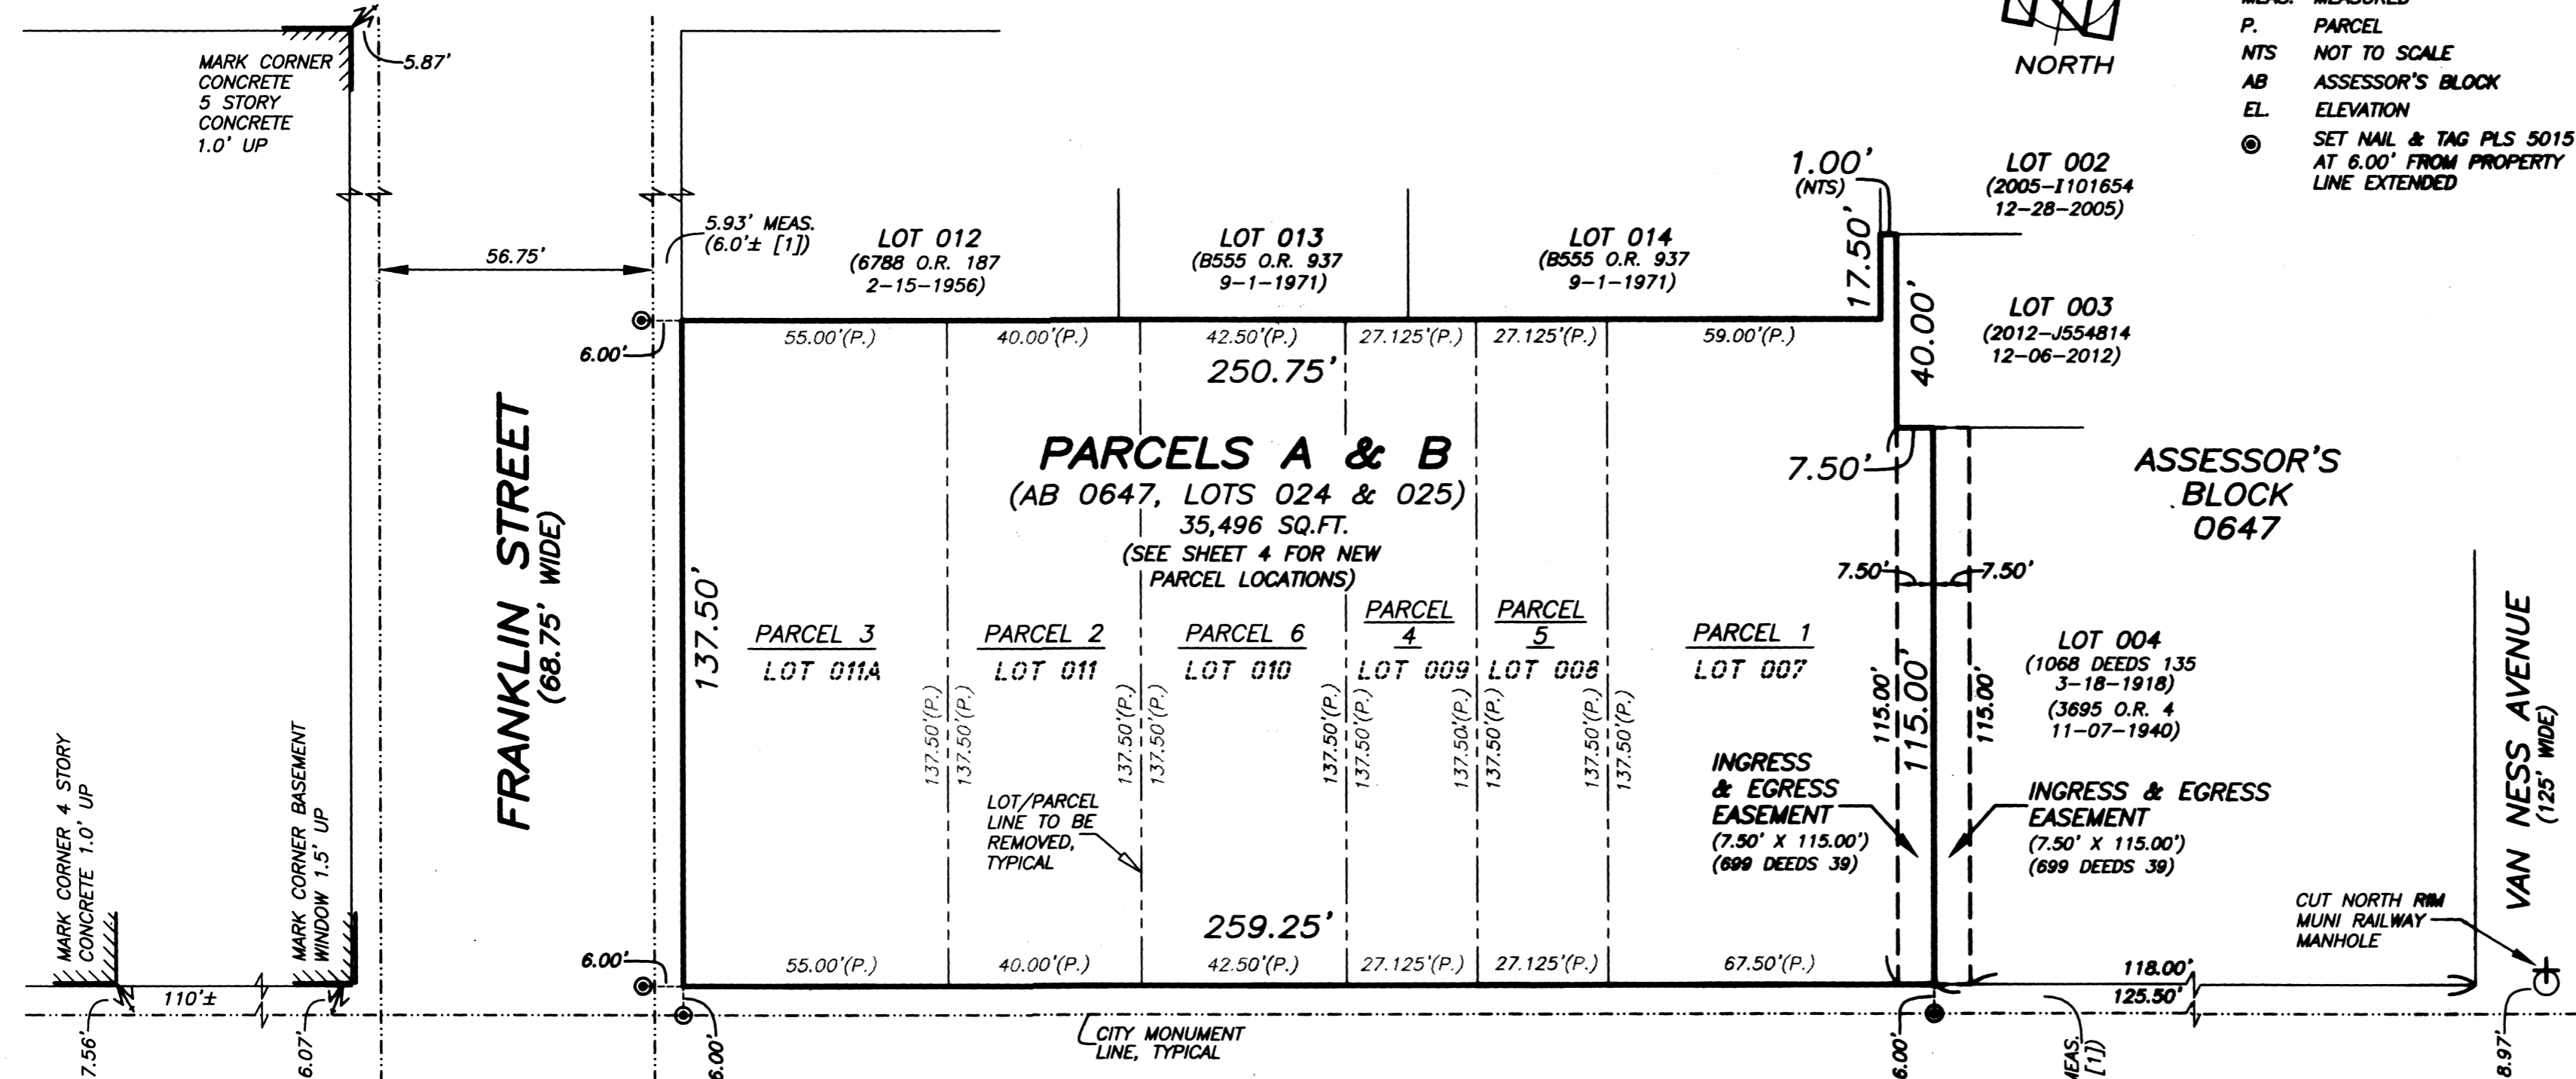 MARK CORNER
CONCRETE
5 STORY
CONCRETE
1.0' UP
5.87'
NORTH
MEAS. MEASURED
P. PARCEL
NTS NOT TO SCALE
AB ASSESSOR'S BLOCK
EL. ELEVATION
SET NAIL & TAG PLS 5015
AT 6.00' FROM PROPERTY
LINE EXTENDED
56.75'
5.93' MEAS.
(6.0'± [1])
LOT 012
(6788 O.R. 187
2-15-1956)
LOT 013
(B555 O.R. 937
9-1-1971)
LOT 014
(B555 O.R. 937
9-1-1971)
1.00'
(NTS)
17.50'
LOT 002
(2005-I101654
12-28-2005)
40.00'
LOT 003
(2012-J554814
12-06-2012)
6.00'
55.00'(P.)
40.00'(P.)
42.50'(P.)
27.125'(P.)
27.125'(P.)
59.00'(P.)
250.75'
PARCELS A & B
(AB 0647, LOTS 024 & 025)
35,496 SQ.FT.
(SEE SHEET 4 FOR NEW
PARCEL LOCATIONS)
7.50'
ASSESSOR'S
BLOCK
0647
FRANKLIN STREET
(68.75' WIDE)
137.50'
PARCEL 3
LOT 011A
PARCEL 2
LOT 011
PARCEL 6
LOT 010
PARCEL
4
LOT 009
PARCEL
5
LOT 008
PARCEL 1
LOT 007
7.50'
7.50'
137.50'(P.)
137.50'(P.)
137.50'(P.)
137.50'(P.)
137.50'(P.)
137.50'(P.)
137.50'(P.)
137.50'(P.)
137.50'(P.)
137.50'(P.)
115.00'
115.00'
115.00'
LOT 004
(1068 DEEDS 135
3-18-1918)
(3695 O.R. 4
11-07-1940)
VAN NESS AVENUE
(125' WIDE)
INGRESS
& EGRESS
EASEMENT
(7.50' X 115.00')
(699 DEEDS 39)
INGRESS & EGRESS
EASEMENT
(7.50' X 115.00')
(699 DEEDS 39)
LOT/PARCEL
LINE TO BE
REMOVED,
TYPICAL
MARK CORNER 4 STORY
CONCRETE 1.0' UP
MARK CORNER BASEMENT
WINDOW 1.5' UP
CUT NORTH RIM
MUNI RAILWAY
MANHOLE
259.25'
6.00'
55.00'(P.)
40.00'(P.)
42.50'(P.)
27.125'(P.)
27.125'(P.)
67.50'(P.)
118.00'
125.50'
110'±
7.56'
6.07'
6.00'
CITY MONUMENT
LINE, TYPICAL
6.00'
MEAS.
[1])
8.97'